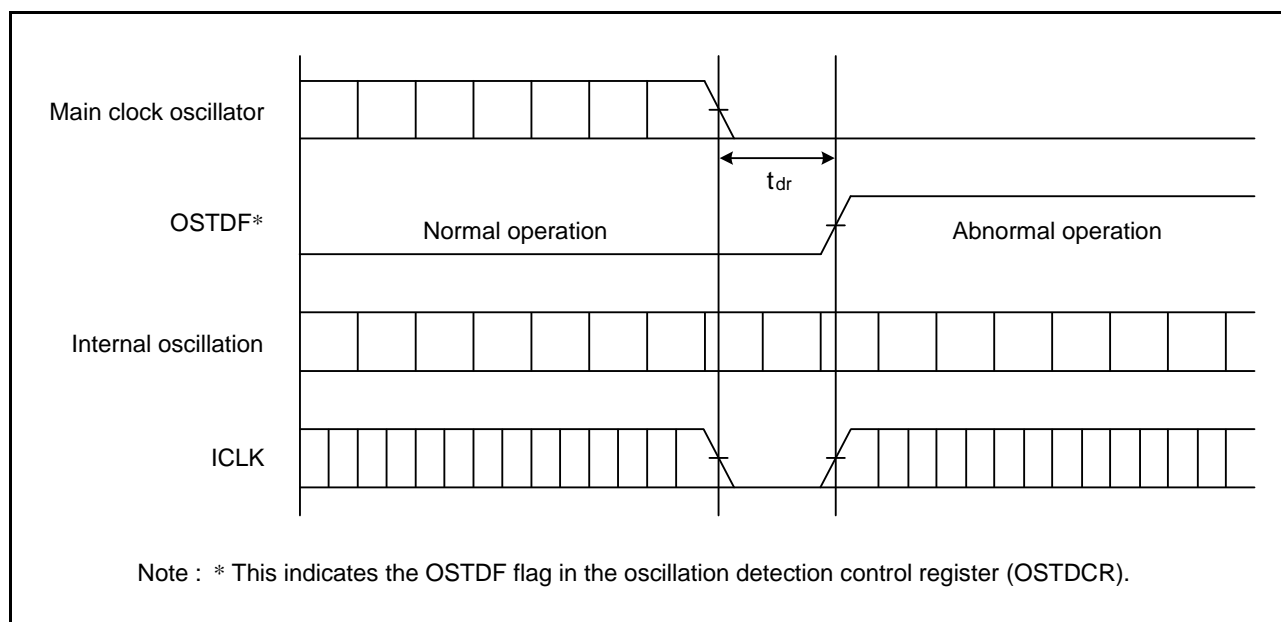 Main clock oscillator
tdr
OSTDF*
Normal operation
Abnormal operation
Internal oscillation
ICLK
Note : * This indicates the OSTDF flag in the oscillation detection control register (OSTDCR).